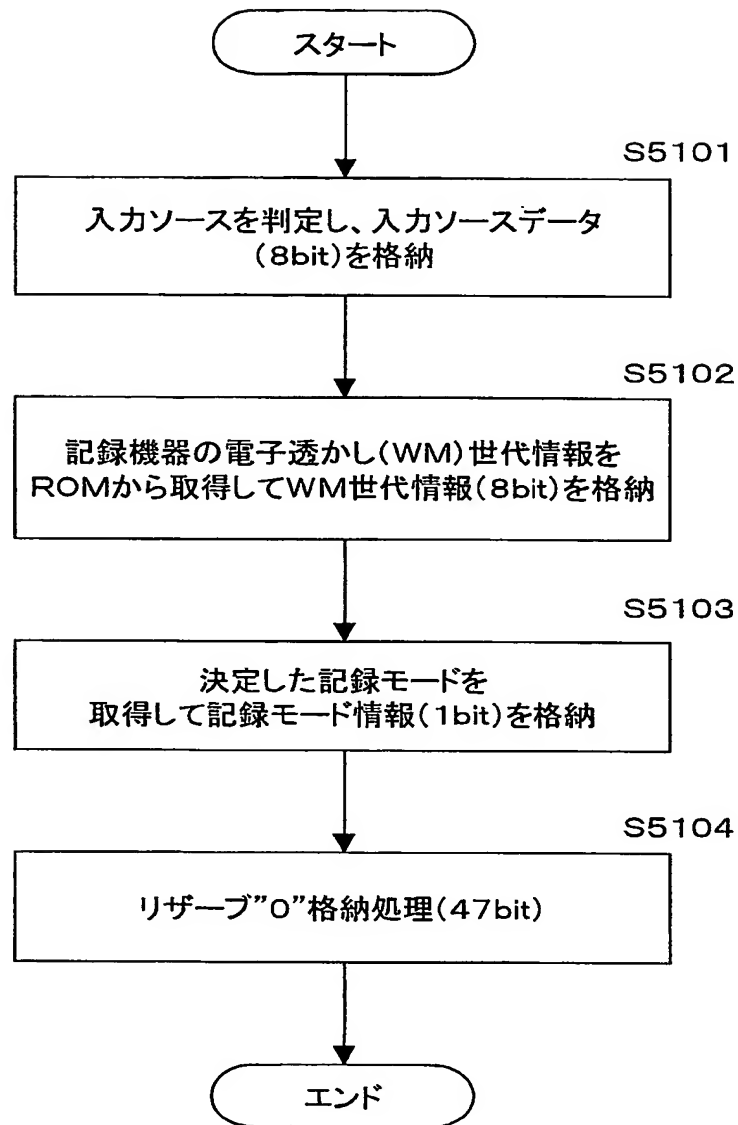 スタート
S5101
入力ソースを判定し、入力ソースデータ
(8bit)を格納
S5102
記録機器の電子透かし(WM)世代情報を
ROMから取得してWM世代情報(8bit)を格納
S5103
決定した記録モードを
取得して記録モード情報(1bit)を格納
S5104
リザーブ”0”格納処理(47bit)
エンド